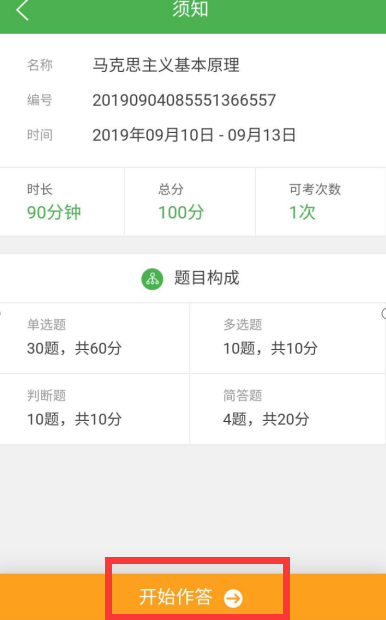 须知
名称 马克思主义基本原理
编号 20190904085551366557
时间 2019年09月10日 - 09月13日
时长 总分 可考次数
90分钟 100分 1次
题目构成
单选题 多选题
30题，共60分 10题，共10分
判断题 简答题
10题，共10分 4题，共20分
开始作答